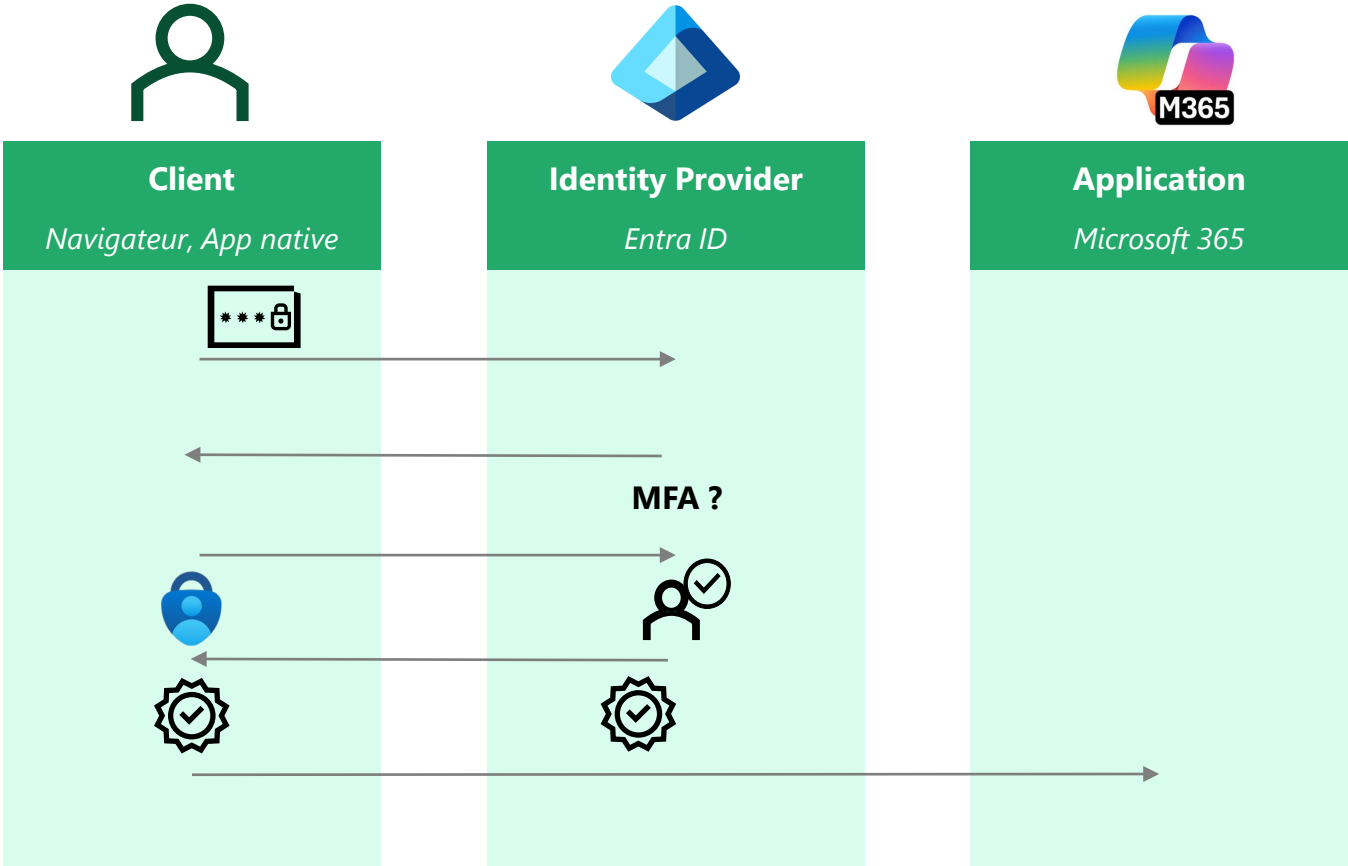 M365
Client
Navigateur, App native
Identity Provider
Entra ID
Application
Microsoft 365
***
MFA ?